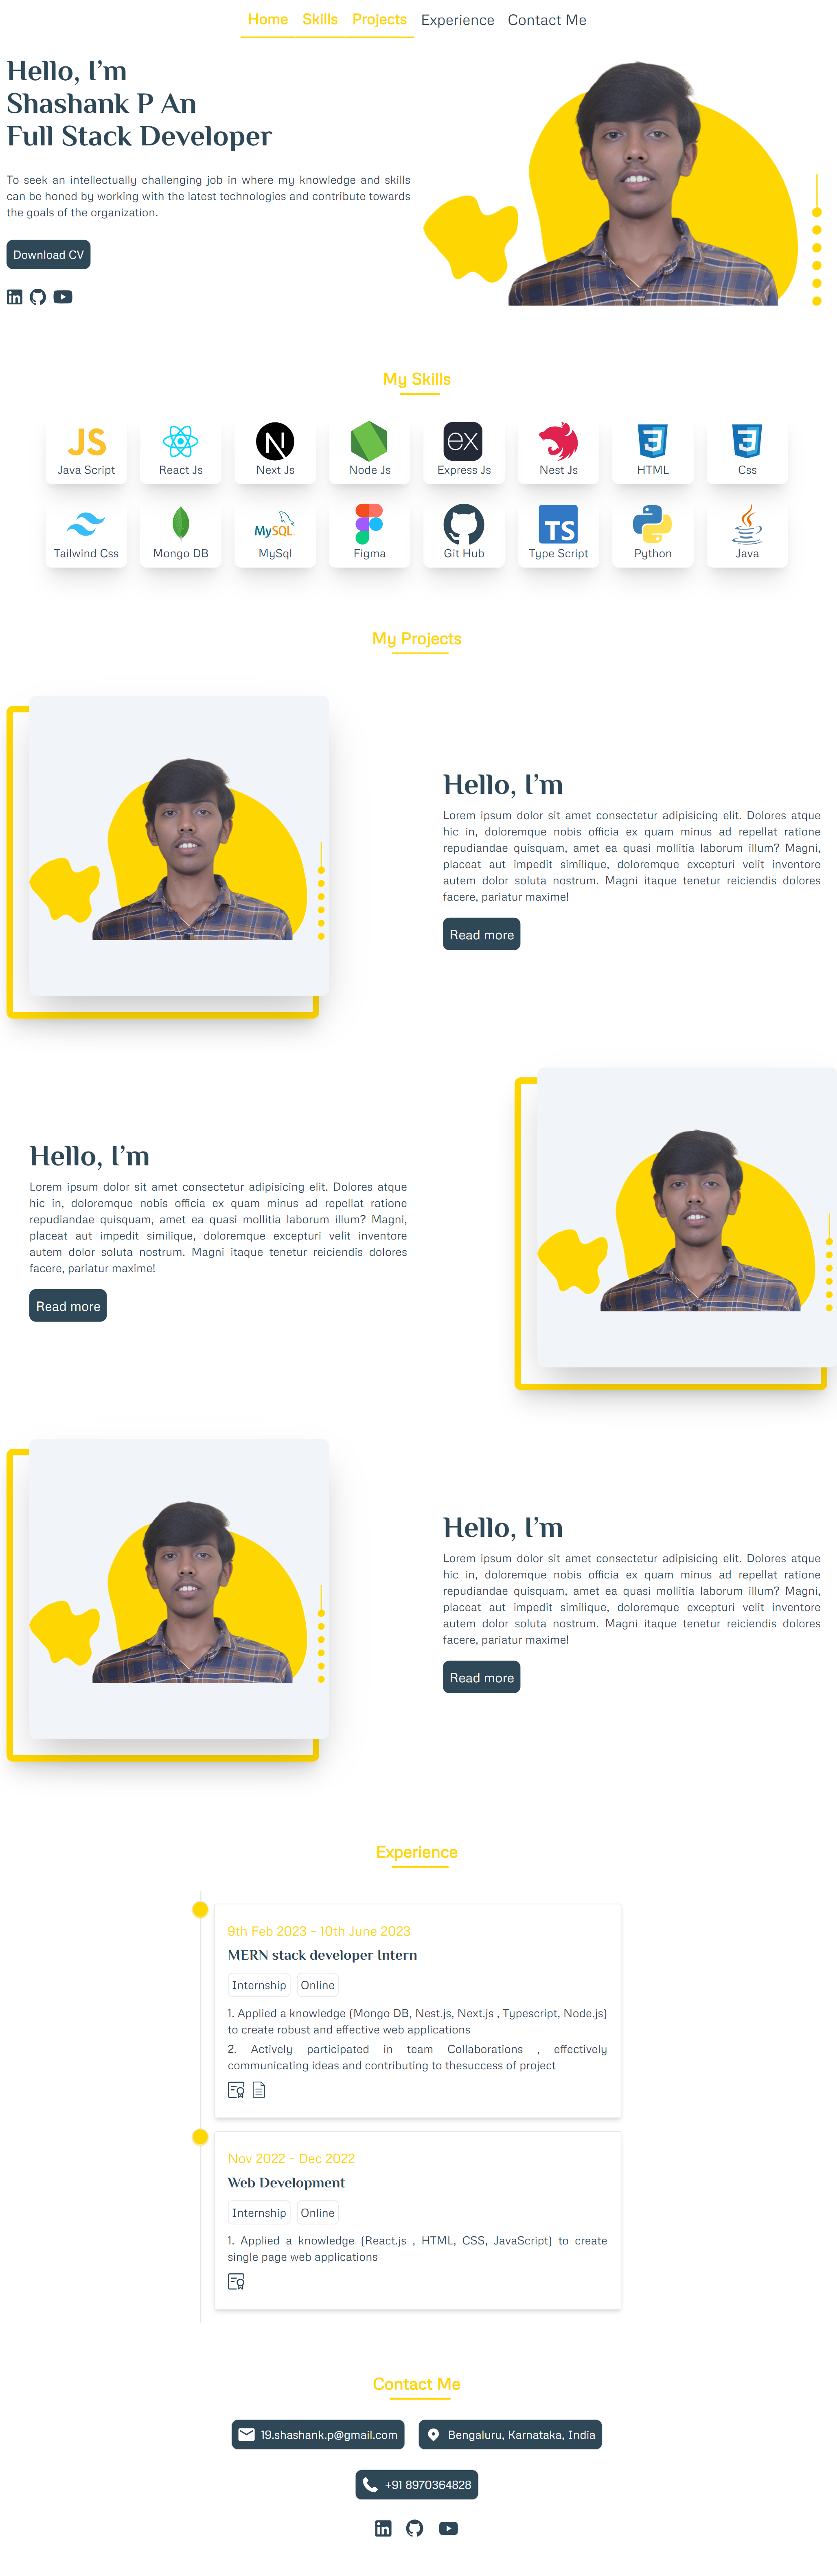 Home Skills Projects Experience Contact Me
Hello, I'm
Shashank P An
Full Stack Developer
To seek an intellectually challenging job in where my knowledge and skills
can be honed by working with the latest technologies and contribute towards
the goals of the organization.
Download CV
in
My Skills
JS
N
ex
3
3
Java Script
React Js
Next Js
Node Js
Express Js
Nest Js
HTML
Css
MySQL
TS
Tailwind Css
Mongo DB
MySql
Figma
Git Hub
Type Script
Python
Java
My Projects
Hello, I'm
Lorem ipsum dolor sit amet consectetur adipisicing elit. Dolores atque
hic in, doloremque nobis officia ex quam minus ad repellat ratione
repudiandae quisquam, amet ea quasi mollitia laborum illum? Magni,
placeat aut impedit similique, doloremque excepturi velit inventore
autem dolor soluta nostrum. Magni itaque tenetur reiciendis dolores
facere, pariatur maxime!
Read more
Hello, I'm
Lorem ipsum dolor sit amet consectetur adipisicing elit. Dolores atque
hic in, doloremque nobis officia ex quam minus ad repellat ratione
repudiandae quisquam, amet ea quasi mollitia laborum illum? Magni,
placeat aut impedit similique, doloremque excepturi velit inventore
autem dolor soluta nostrum. Magni itaque tenetur reiciendis dolores
facere, pariatur maxime!
Read more
Hello, I'm
Lorem ipsum dolor sit amet consectetur adipisicing elit. Dolores atque
hic in, doloremque nobis officia ex quam minus ad repellat ratione
repudiandae quisquam, amet ea quasi mollitia laborum illum? Magni,
placeat aut impedit similique, doloremque excepturi velit inventore
autem dolor soluta nostrum. Magni itaque tenetur reiciendis dolores
facere, pariatur maxime!
Read more
Experience
9th Feb 2023 - 10th June 2023
MERN stack developer Intern
Internship Online
1. Applied a knowledge (Mongo DB, Nest.js, Next.js , Typescript, Node.js)
to create robust and effective web applications
2. Actively participated in team Collaborations , effectively
communicating ideas and contributing to thesuccess of project
Nov 2022 - Dec 2022
Web Development
Internship Online
1. Applied a knowledge (React.js , HTML, CSS, JavaScript) to create
single page web applications
Contact Me
19.shashank.p@gmail.com
Bengaluru, Karnataka, India
+91 8970364828
in